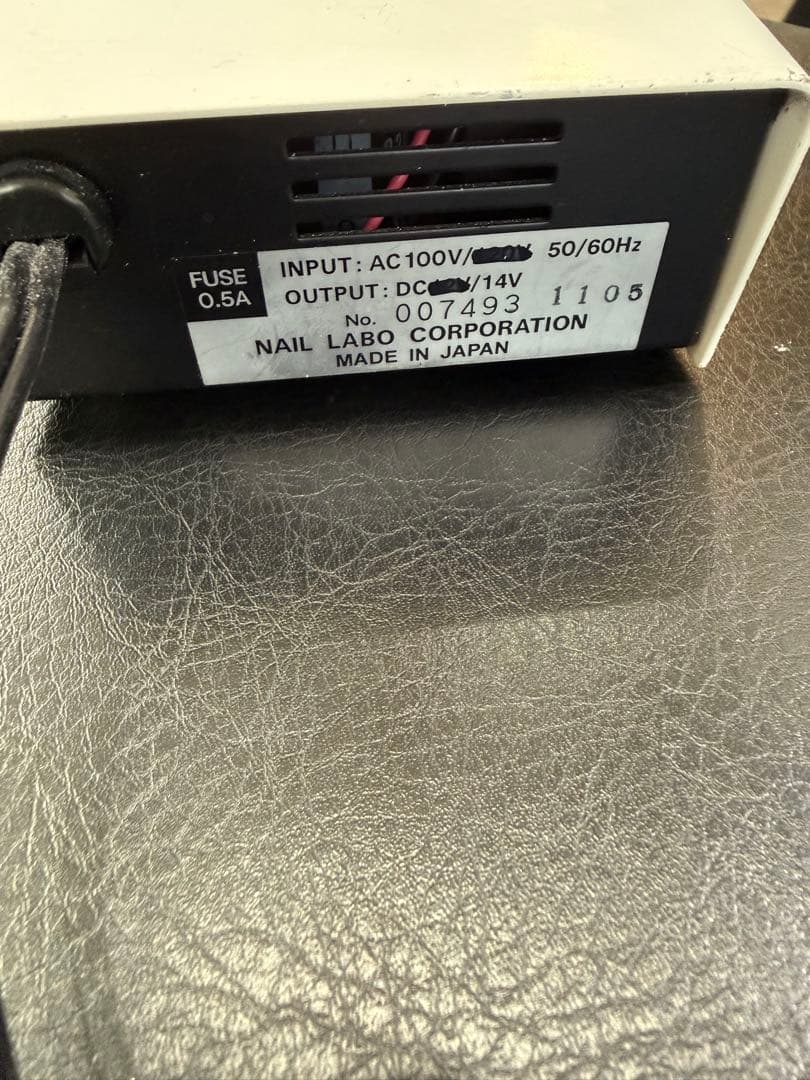 FUSE
0.5A
INPUT: AC100V/ 50/60Hz
OUTPUT: DC /14V
No. 007493 1105
NAIL LABO CORPORATION
MADE IN JAPAN